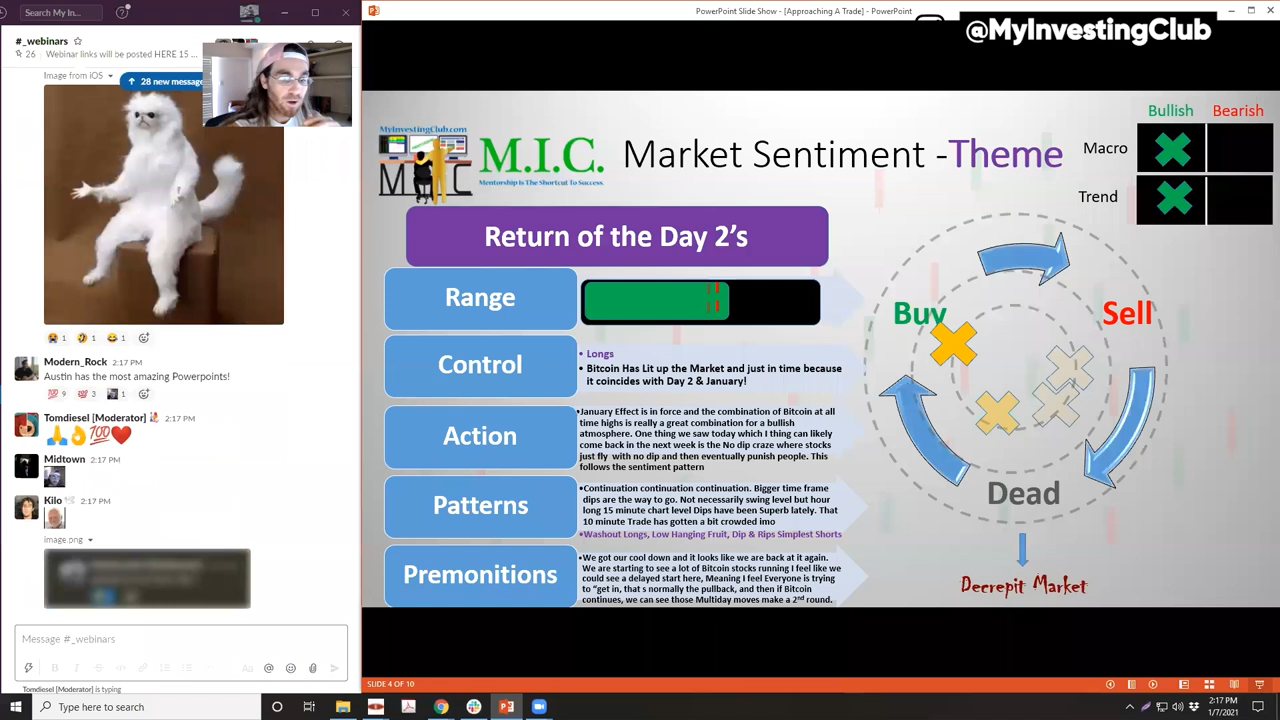 Search MyInvestingClub
#_webinars
26
Webinar links will be posted HERE 15 ...
Image from iOS
28 new message
1
1
1
Modern_Rock 2:17 PM
Austin has the most amazing Powerpoints!
9
3
1
Tomdiesel [Moderator] 2:17 PM
🙏👌💯❤️
Midtown 2:17 PM
Kilo 2:17 PM
image.png
Message #_webinars
Aa
Tomdiesel [Moderator] is typing
PowerPoint Slide Show - [Approaching A Trade] - PowerPoint
@MyInvestingClub
Bullish Bearish
Macro
Trend
MyInvestingClub.com
M.I.C.
Mentorship Is The Shortcut To Success.
Market Sentiment -Theme
Return of the Day 2's
Range
Control
• Longs
• Bitcoin Has Lit up the Market and just in time because
it coincides with Day 2 & January!
Action
•January Effect is in force and the combination of Bitcoin at all
time highs is really a great combination for a bullish
atmosphere. One thing we saw today which I thing can likely
come back in the next week is the No dip craze where stocks
just fly with no dip and then eventually punish people. This
follows the sentiment pattern
Patterns
•Continuation continuation continuation. Bigger time frame
dips are the way to go. Not necessarily swing level but hour
long 15 minute chart level Dips have been Superb lately. That
10 minute Trade has gotten a bit crowded imo
•Washout Longs, Low Hanging Fruit, Dip & Rips Simplest Shorts
Premonitions
•We got our cool down and it looks like we are back at it again.
We are starting to see a lot of Bitcoin stocks running I feel like we
could see a delayed start here, Meaning I feel Everyone is trying
to "get in, that s normally the pullback, and then if Bitcoin
continues, we can see those Multiday moves make a 2nd round.
Buy
Sell
Dead
Decrepit Market
SLIDE 4 OF 10
Type here to search
2:17 PM
1/7/2021